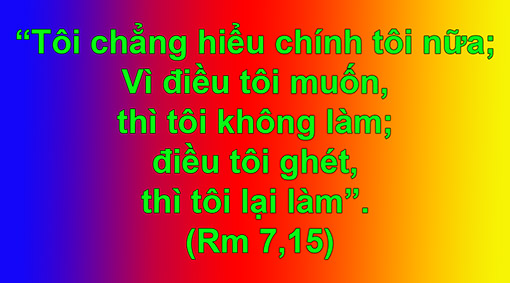 “Tôi chẳng hiểu chính tôi nữa;
Vì điều tôi muốn,
thì tôi không làm;
điều tôi ghét,
thì tôi lại làm”.
(Rm 7,15)